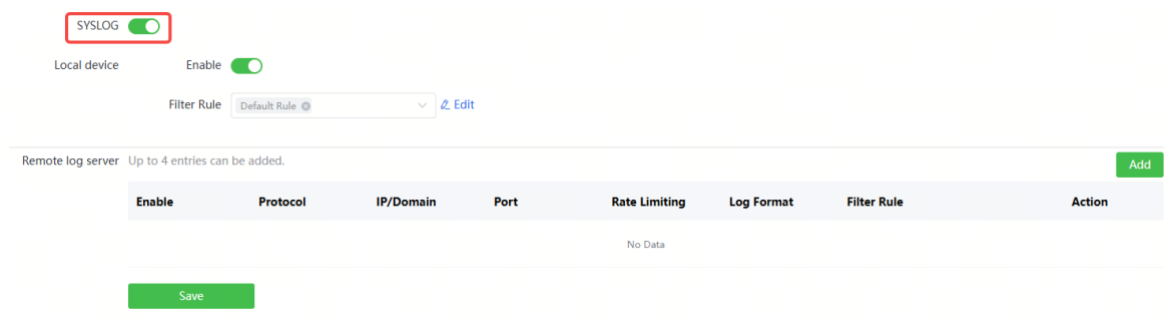 SYSLOG
Local device Enable
Filter Rule Default Rule Edit
Remote log server Up to 4 entries can be added. Add
Enable Protocol IP/Domain Port Rate Limiting Log Format Filter Rule Action
No Data
Save